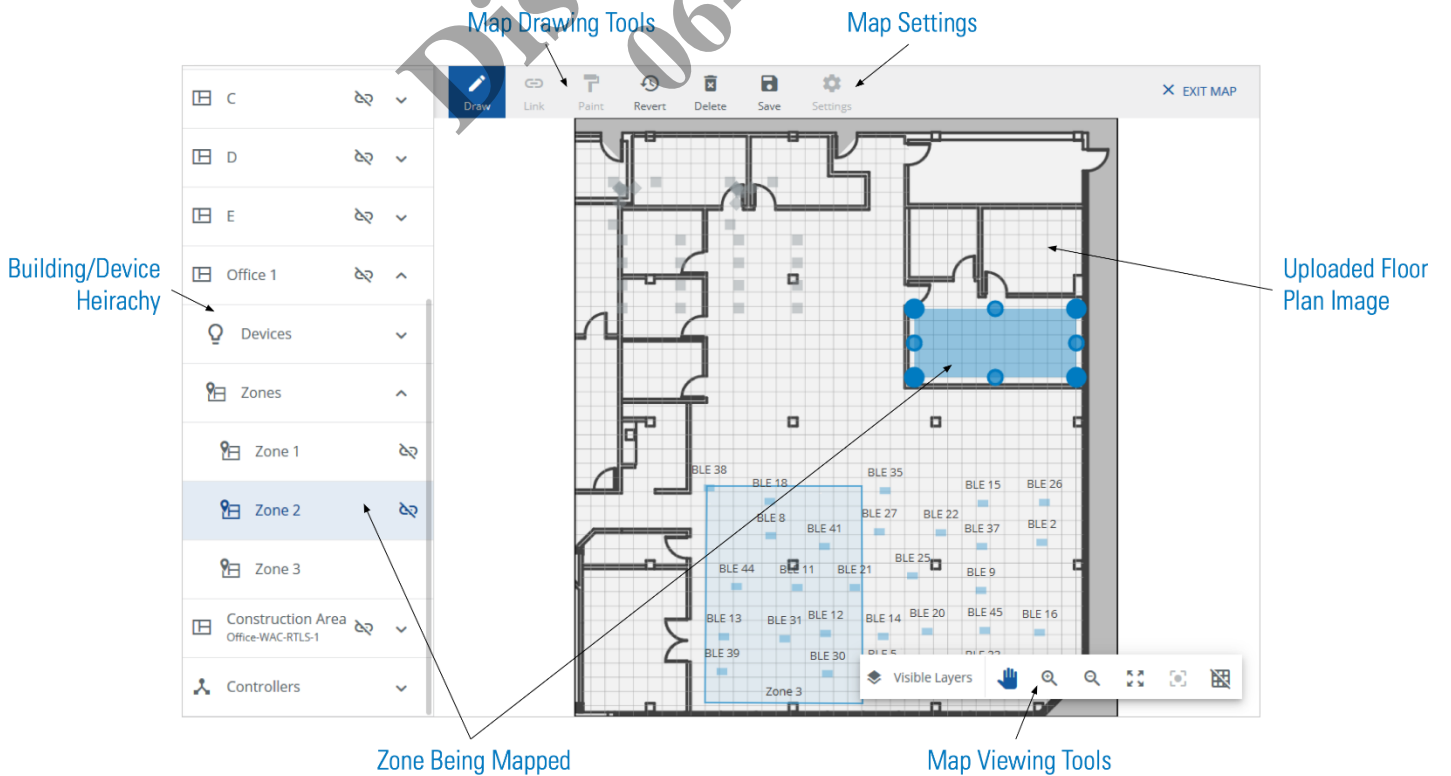 Map Drawing Tools
Map Settings
C
D
E
Office 1
Devices
Zones
Zone 1
Zone 2
Zone 3
Construction Area
Office-WAC-RTLS-1
Controllers
Draw
Link
Paint
Revert
Delete
Save
Settings
EXIT MAP
Building/Device
Heirachy
Uploaded Floor
Plan Image
BLE 38
BLE 18
BLE 35
BLE 15
BLE 26
BLE 8
BLE 41
BLE 27
BLE 22
BLE 37
BLE 2
BLE 44
BLE 11
BLE 21
BLE 25
BLE 9
BLE 13
BLE 31
BLE 12
BLE 14
BLE 20
BLE 45
BLE 16
BLE 39
BLE 30
Zone 3
Visible Layers
Zone Being Mapped
Map Viewing Tools